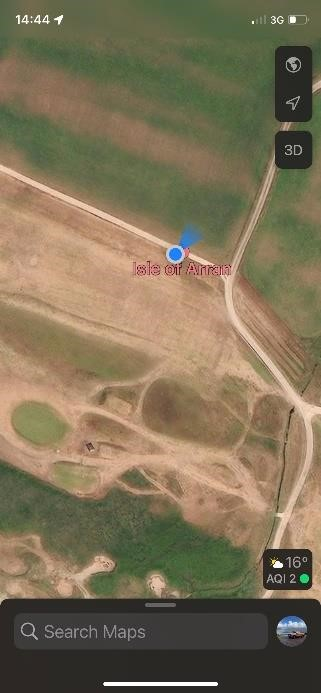 14:44
3G
3D
Isle of Arran
16°
AQI 2
Search Maps